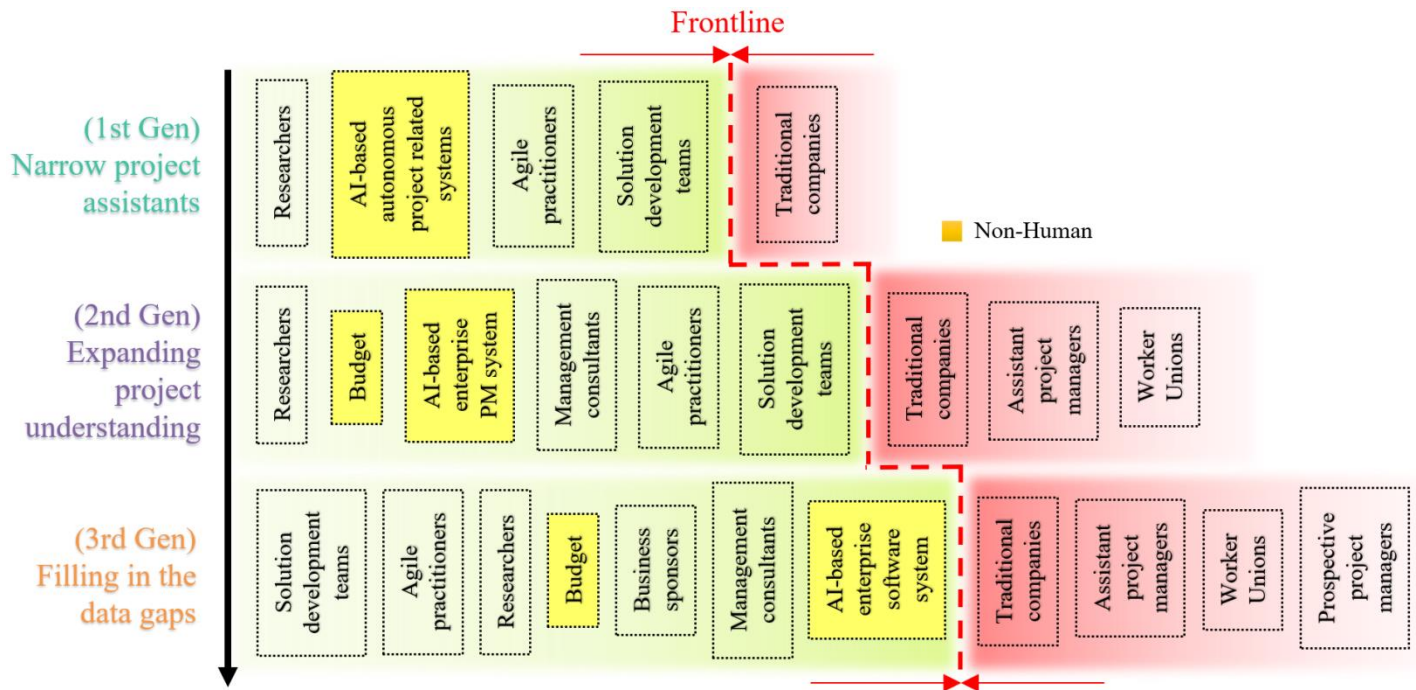 Frontline
(1st Gen)
Narrow project
assistants
Researchers
AI-based
autonomous
project related
systems
Agile
practitioners
Solution
development
teams
Traditional
companies
Non-Human
(2nd Gen)
Expanding
project
understanding
Researchers
Budget
AI-based
enterprise
PM system
Management
consultants
Agile
practitioners
Solution
development
teams
Traditional
companies
Assistant
project
managers
Worker
Unions
(3rd Gen)
Filling in the
data gaps
Solution
development
teams
Agile
practitioners
Researchers
Budget
Business
sponsors
Management
consultants
AI-based
enterprise
software
system
Traditional
companies
Assistant
project
managers
Worker
Unions
Prospective
project
managers